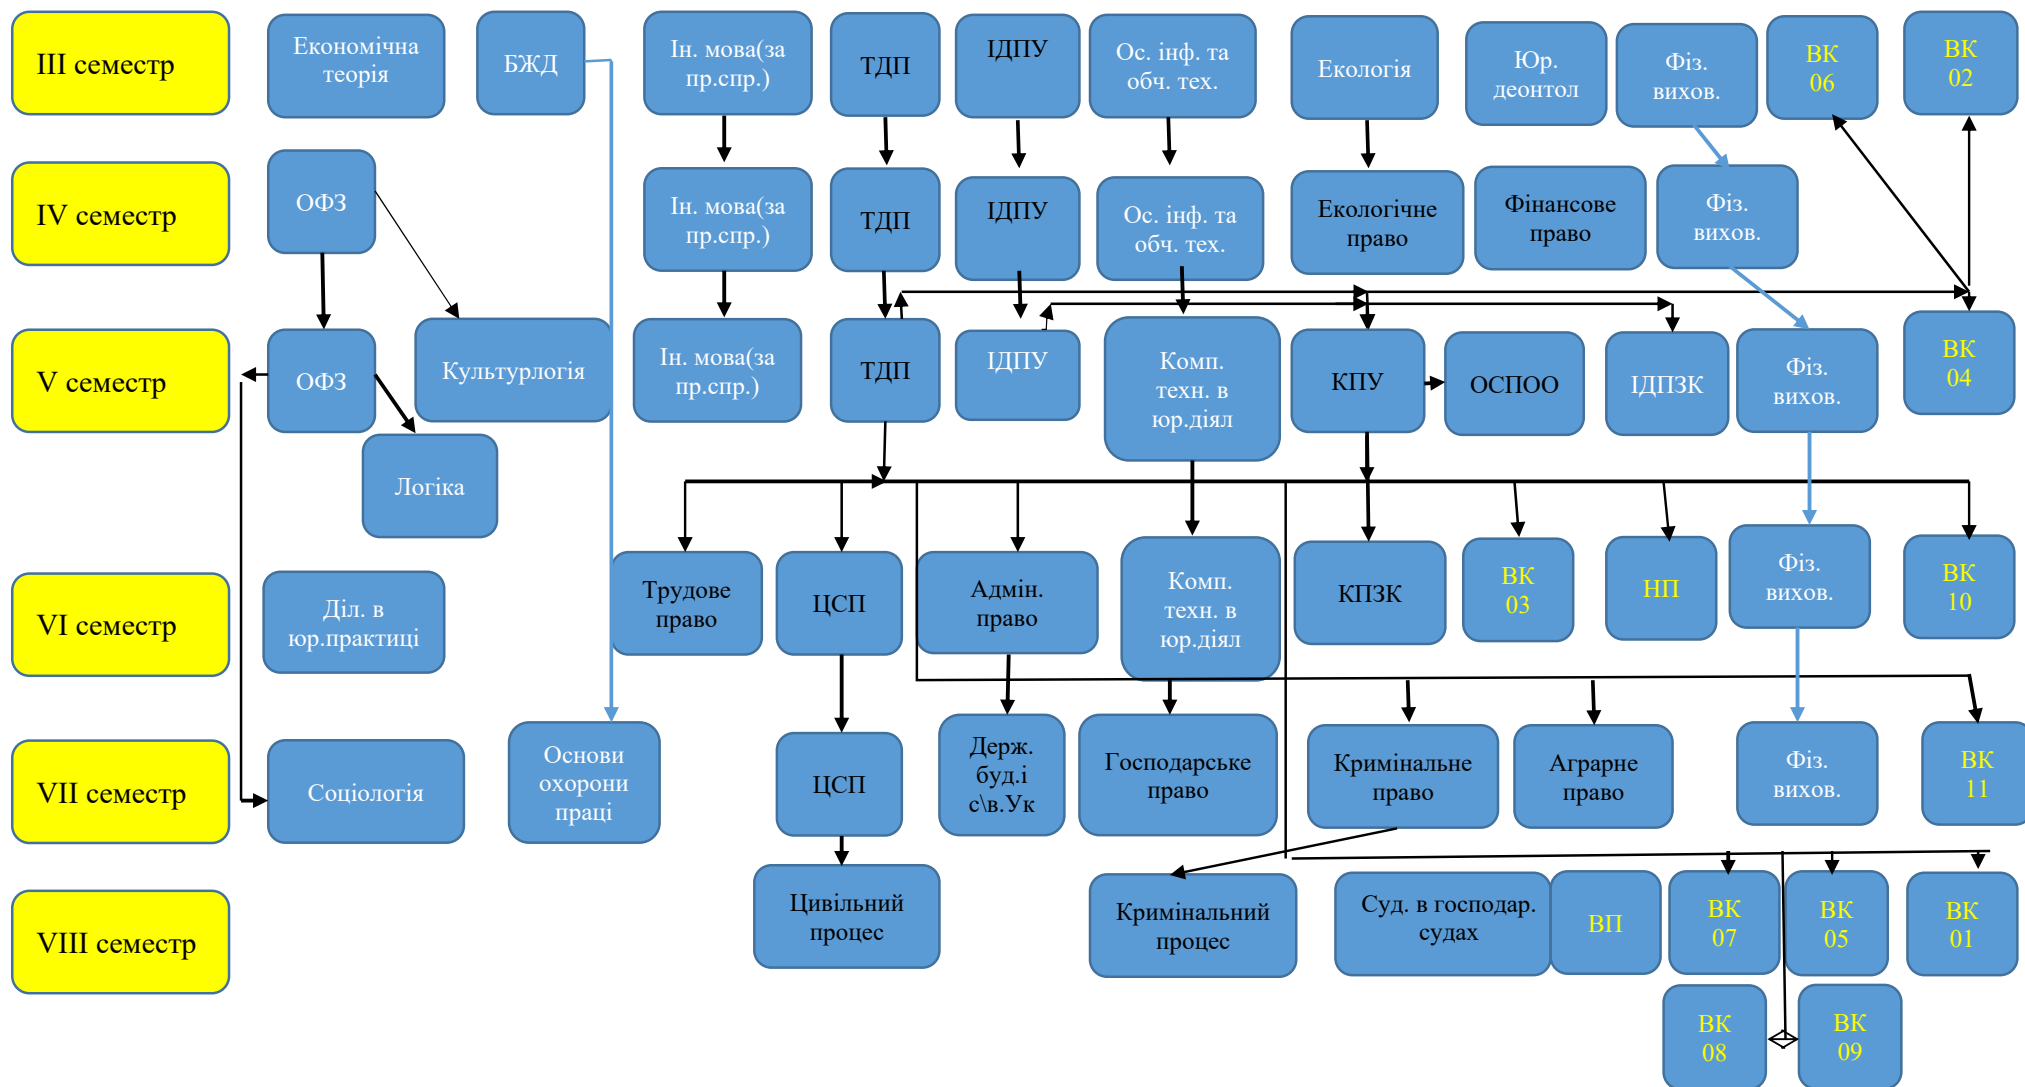 III семестр
Економічна
теорія
БЖД
Ін. мова(за
пр.спр.)
ТДП
ІДПУ
Ос. інф. та
обч. тех.
Екологія
Юр.
деонтол
Фіз.
вихов.
ВК
06
ВК
02
IV семестр
ОФЗ
Ін. мова(за
пр.спр.)
ТДП
ІДПУ
Ос. інф. та
обч. тех.
Екологічне
право
Фінансове
право
Фіз.
вихов.
V семестр
ОФЗ
Культурлогія
Ін. мова(за
пр.спр.)
ТДП
ІДПУ
Комп.
техн. в
юр.діял
КПУ
ОСПОО
ІДПЗК
Фіз.
вихов.
ВК
04
Логіка
VI семестр
Діл. в
юр.практиці
Трудове
право
ЦСП
Адмін.
право
Комп.
техн. в
юр.діял
КПЗК
ВК
03
НП
Фіз.
вихов.
ВК
10
VII семестр
Соціологія
Основи
охорони
праці
ЦСП
Держ.
буд.і
с\в.Ук
Господарське
право
Кримінальне
право
Аграрне
право
Фіз.
вихов.
ВК
11
VIII семестр
Цивільний
процес
Кримінальний
процес
Суд. в господар.
судах
ВП
ВК
07
ВК
05
ВК
01
ВК
08
ВК
09